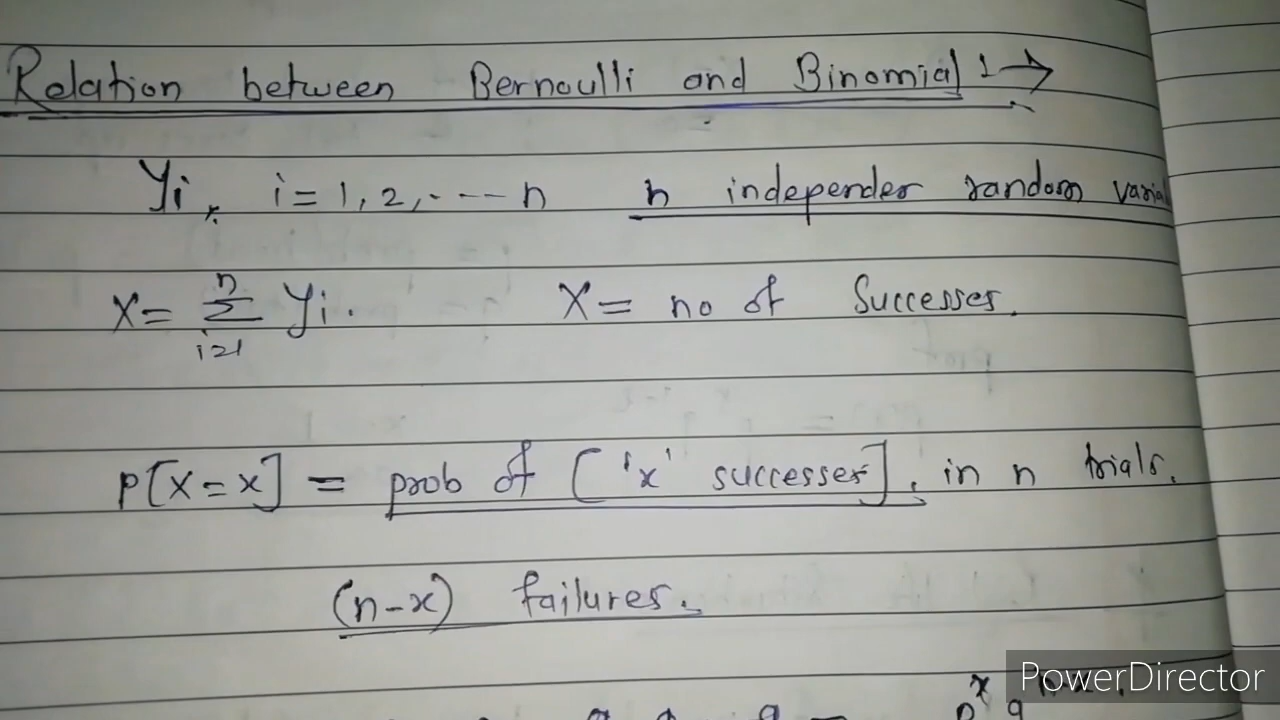 Relation between Bernoulli and Binomial :→
Yi, i = 1, 2, ---- n n independer random varia
X = n Σ i=1 Yi. X = no of Successes.
P[X=x] = prob of ['x' successes], in n trials.
(n-x) failures.
PowerDirector